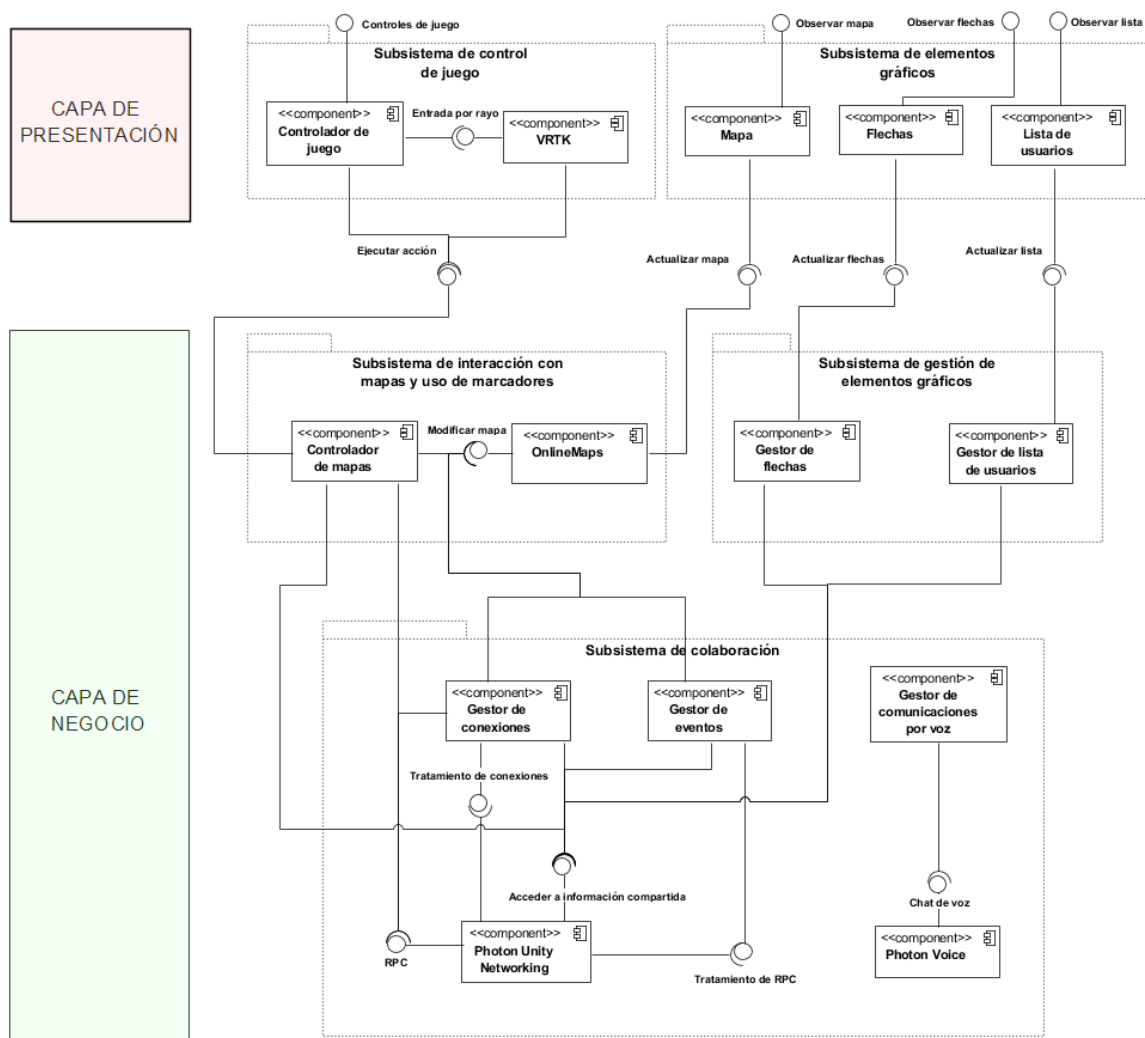 Controles de juego
Observar mapa
Observar flechas
Observar lista
CAPA DE
PRESENTACIÓN
Subsistema de control
de juego
<<component>>
Controlador de
juego
Entrada por rayo
<<component>>
VRTK
Subsistema de elementos
gráficos
<<component>>
Mapa
<<component>>
Flechas
<<component>>
Lista de
usuarios
Ejecutar acción
Actualizar mapa
Actualizar flechas
Actualizar lista
CAPA DE
NEGOCIO
Subsistema de interacción con
mapas y uso de marcadores
<<component>>
Controlador
de mapas
Modificar mapa
<<component>>
OnlineMaps
Subsistema de gestión de
elementos gráficos
<<component>>
Gestor de
flechas
<<component>>
Gestor de lista
de usuarios
Subsistema de colaboración
<<component>>
Gestor de
conexiones
<<component>>
Gestor de
eventos
<<component>>
Gestor de
comunicaciones
por voz
Tratamiento de conexiones
Acceder a información compartida
Chat de voz
<<component>>
Photon Unity
Networking
RPC
Tratamiento de RPC
<<component>>
Photon Voice